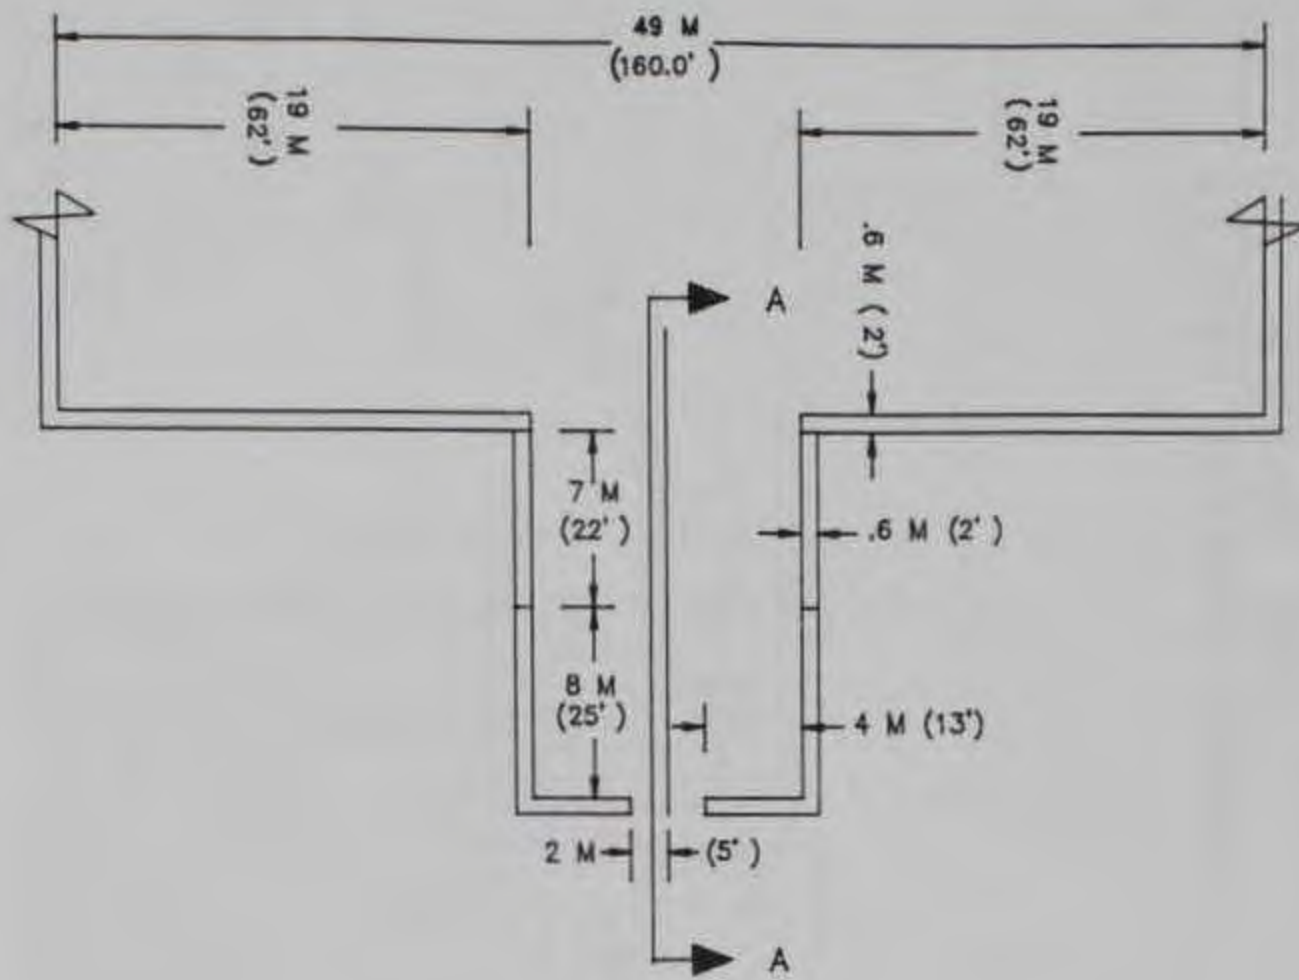 49 M
(160.0' )
19 M
(62')
19 M
(62')
.6 M (2')
A
7 M
(22' )
.6 M (2' )
8 M
(25' )
4 M (13')
2 M
(5' )
A